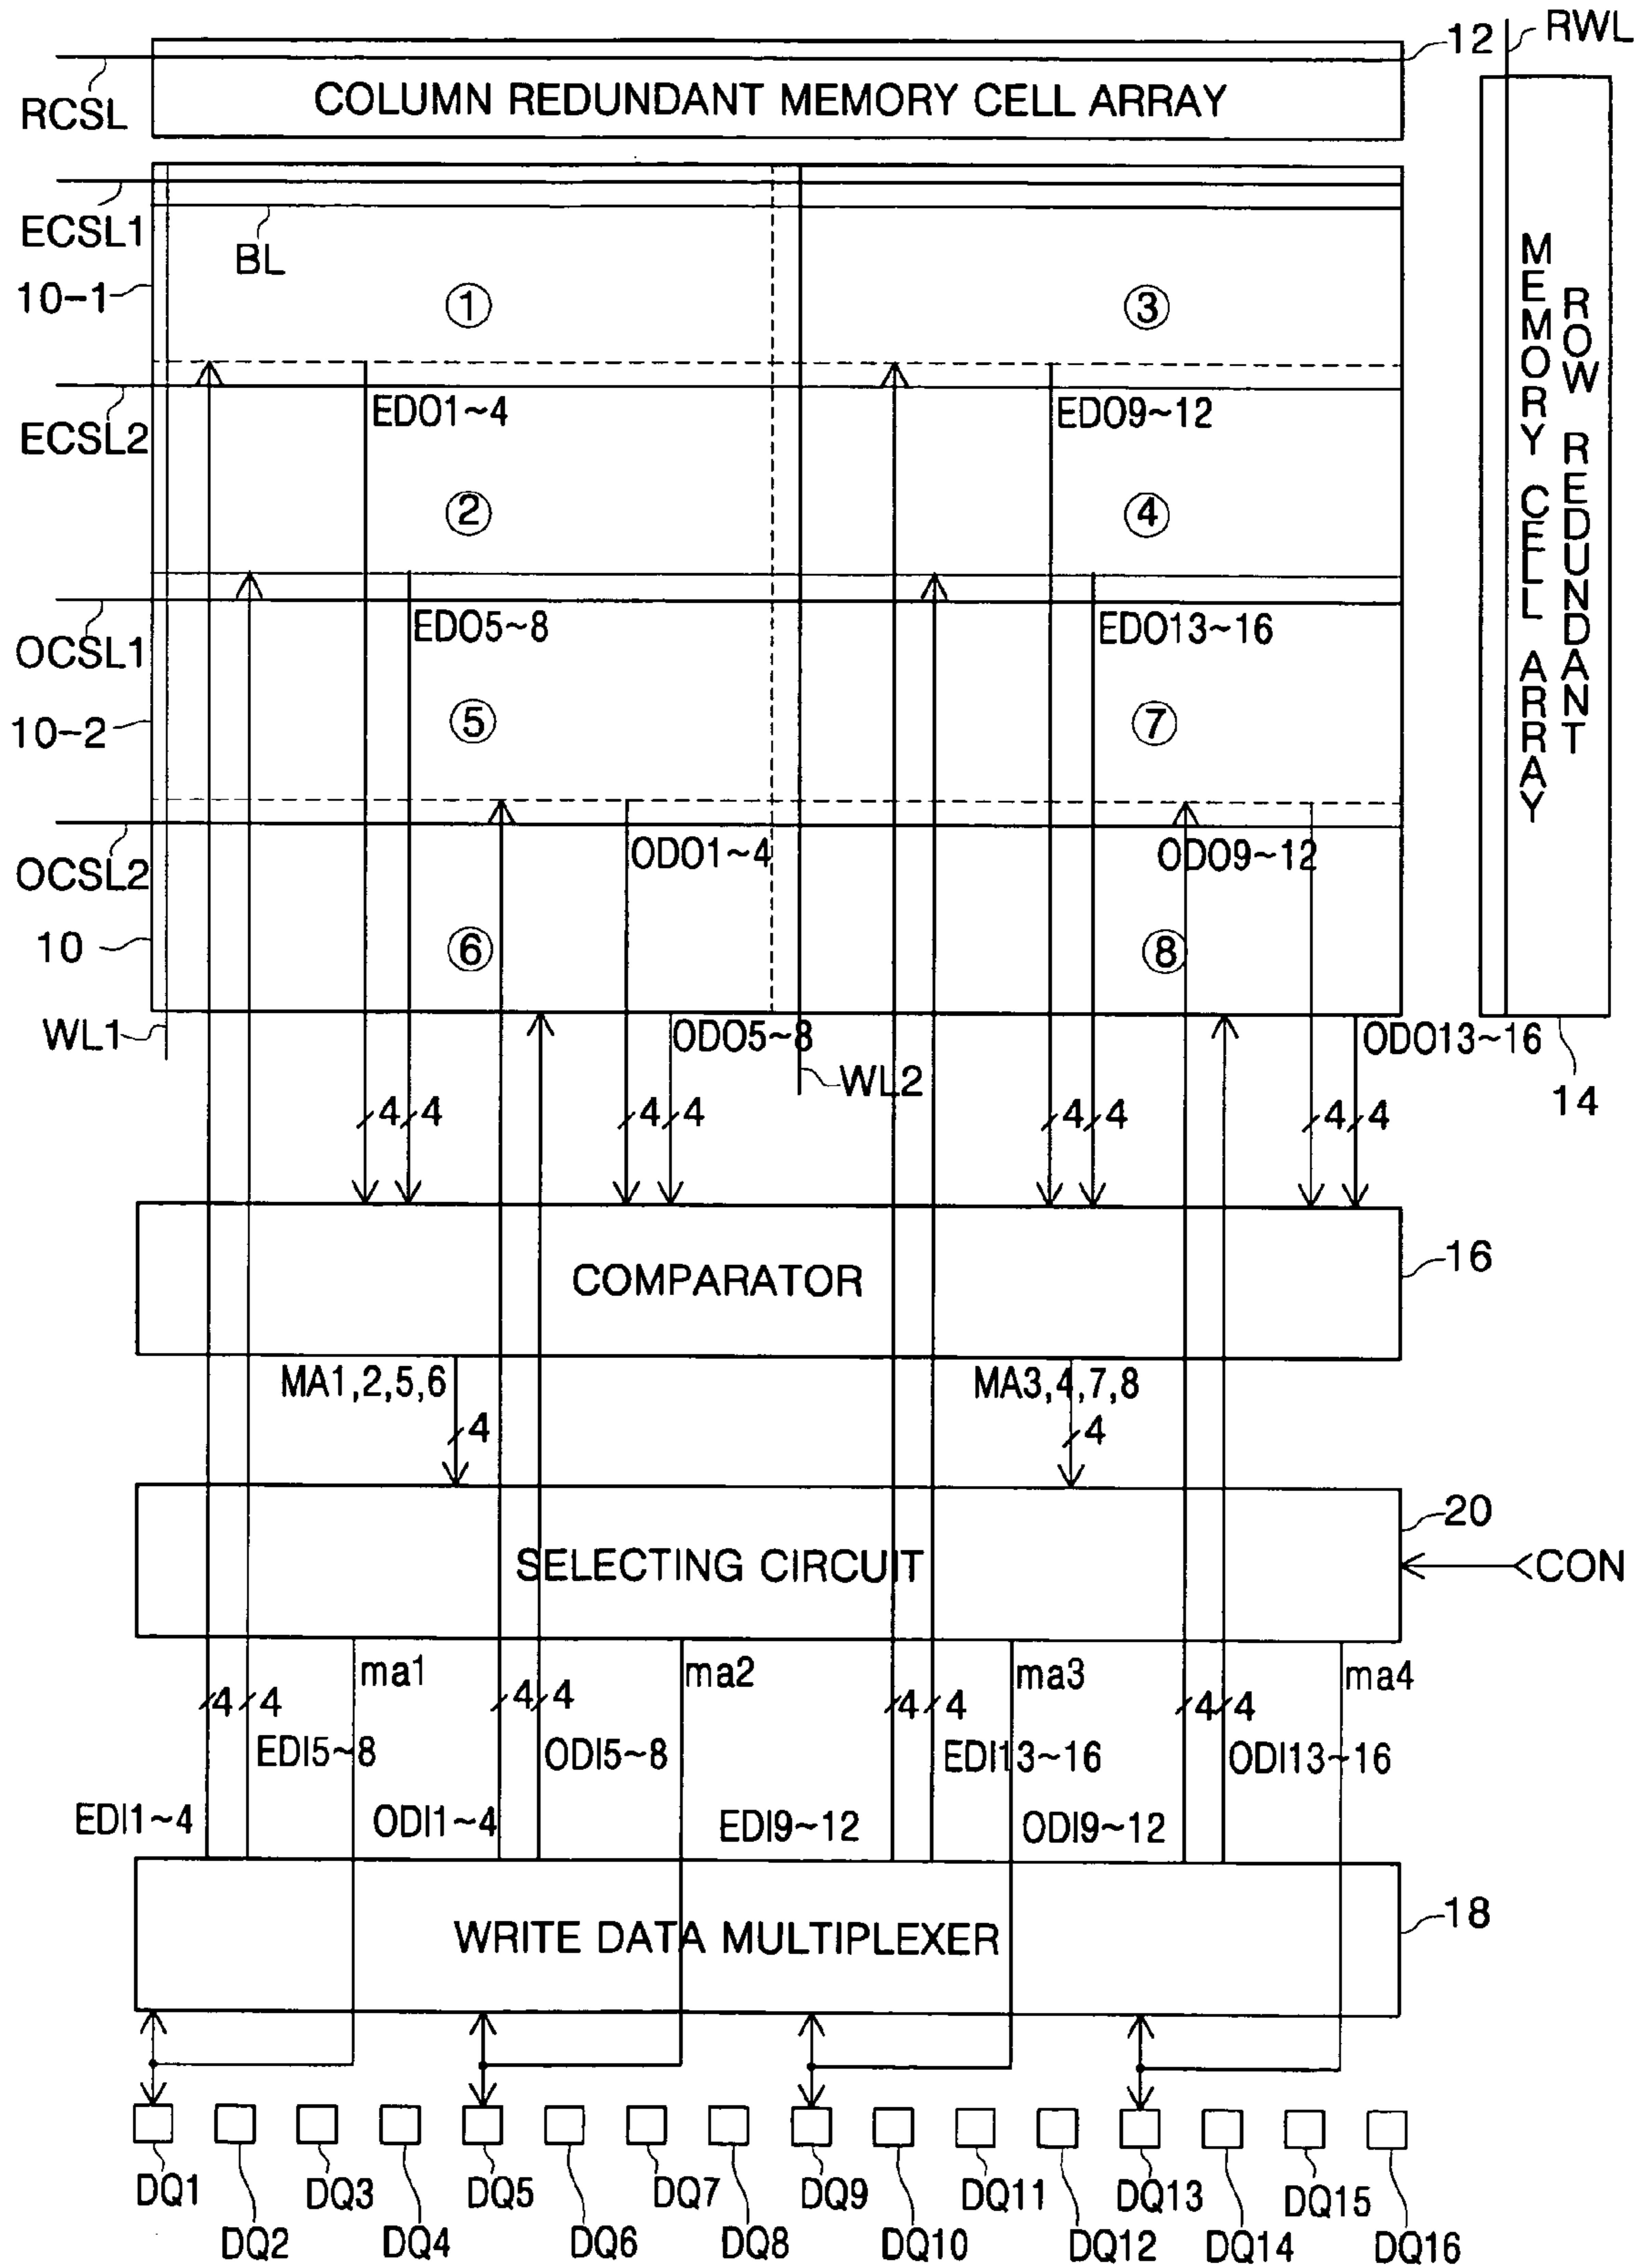 12
RWL
RCSL
COLUMN REDUNDANT MEMORY CELL ARRAY
ECSL1
BL
10-1
①
③
ROW REDUNDANT
MEMORY CELL ARRAY
ECSL2
EDO1~4
EDO9~12
②
④
OCSL1
EDO5~8
EDO13~16
10-2
⑤
⑦
OCSL2
ODO1~4
ODO9~12
10
⑥
⑧
WL1
ODO5~8
WL2
ODO13~16
14
4 4 4 4 4 4 4 4
COMPARATOR
16
MA1,2,5,6
MA3,4,7,8
4
4
20
SELECTING CIRCUIT
CON
ma1
ma2
ma3
ma4
4 4 4 4 4 4 4 4
EDI5~8
ODI5~8
EDI13~16
ODI13~16
EDI1~4
ODI1~4
EDI9~12
ODI9~12
WRITE DATA MULTIPLEXER
18
DQ1 DQ3 DQ5 DQ7 DQ9 DQ11 DQ13 DQ15
DQ2 DQ4 DQ6 DQ8 DQ10 DQ12 DQ14 DQ16